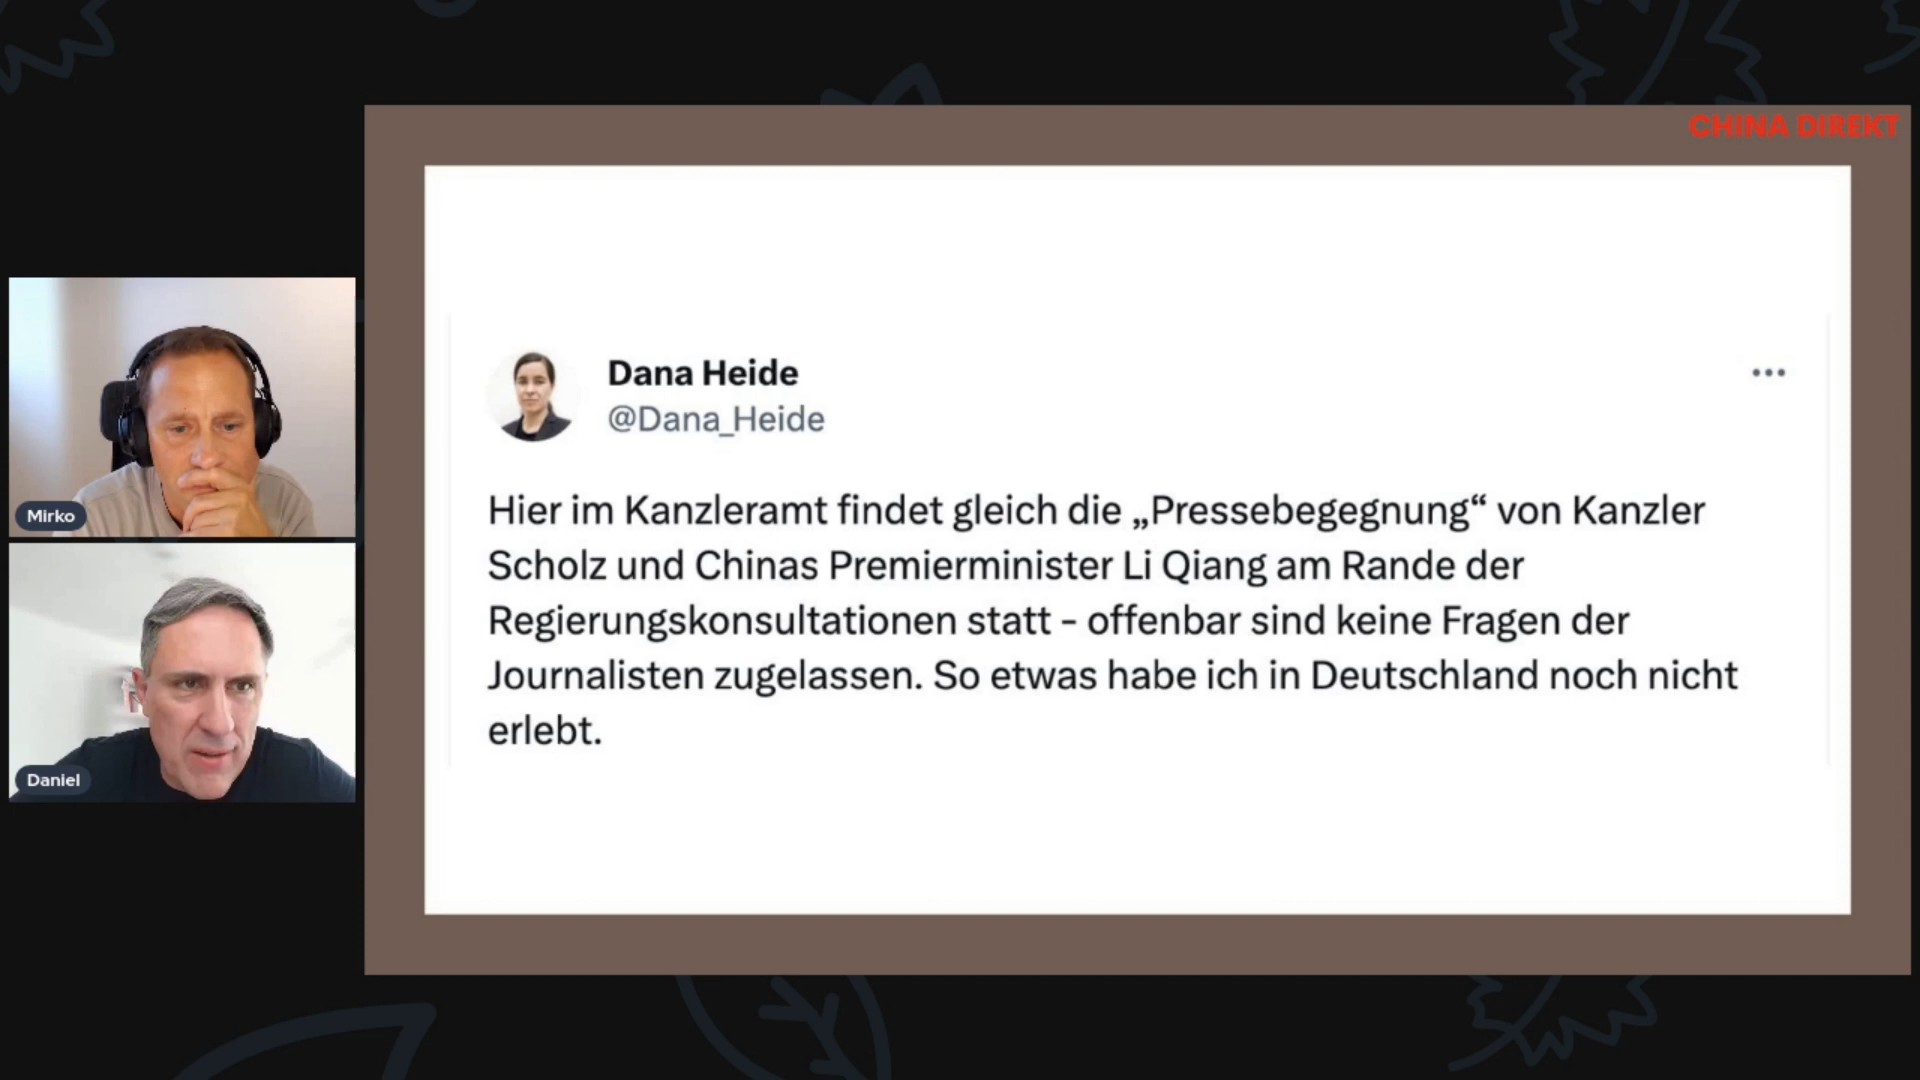 CHINA DIREKT
Dana Heide
@Dana_Heide
Hier im Kanzleramt findet gleich die „Pressebegegnung“ von Kanzler
Scholz und Chinas Premierminister Li Qiang am Rande der
Regierungskonsultationen statt - offenbar sind keine Fragen der
Journalisten zugelassen. So etwas habe ich in Deutschland noch nicht
erlebt.
Mirko
Daniel